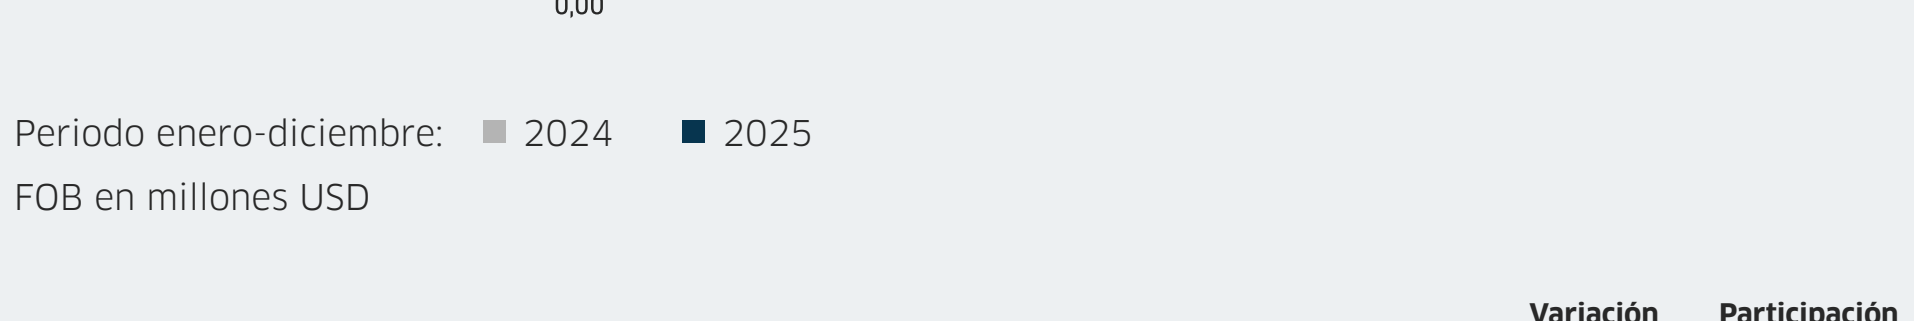 0,00
Periodo enero-diciembre: 2024 2025
FOB en millones USD
Variación Participación